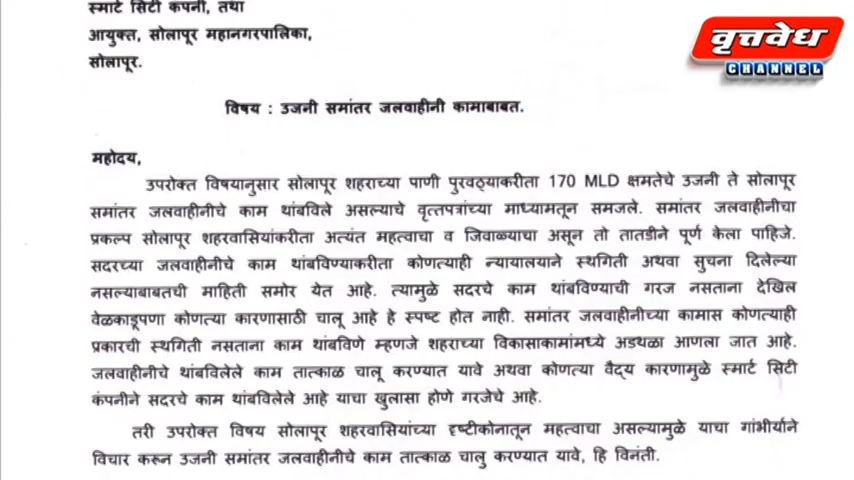 स्मार्ट सिटी कंपनी, तथा
आयुक्त, सोलापूर महानगरपालिका,
सोलापूर.
वृत्तवेध
CHANNEL
विषय : उजनी समांतर जलवाहीनी कामाबाबत.
महोदय,
उपरोक्त विषयानुसार सोलापूर शहराच्या पाणी पुरवठ्याकरीता 170 MLD क्षमतेचे उजनी ते सोलापूर
समांतर जलवाहीनीचे काम थांबविले असल्याचे वृत्तपत्रांच्या माध्यमातून समजले. समांतर जलवाहीनीचा
प्रकल्प सोलापूर शहरवासियांकरीता अत्यंत महत्वाचा व जिवाळ्याचा असून तो तातडीने पूर्ण केला पाहिजे.
सदरच्या जलवाहीनीचे काम थांबविण्याकरीता कोणत्याही न्यायालयाने स्थगिती अथवा सुचना दिलेल्या
नसल्याबाबतची माहिती समोर येत आहे. त्यामुळे सदरचे काम थांबविण्याची गरज नसताना देखिल
वेळकाढूपणा कोणत्या कारणासाठी चालू आहे हे स्पष्ट होत नाही. समांतर जलवाहीनीच्या कामास कोणत्याही
प्रकारची स्थगिती नसताना काम थांबविणे म्हणजे शहराच्या विकासाकामांमध्ये अडथळा आणला जात आहे.
जलवाहीनीचे थांबविलेले काम तात्काळ चालू करण्यात यावे अथवा कोणत्या वैद्य कारणामुळे स्मार्ट सिटी
कंपनीने सदरचे काम थांबविलेले आहे याचा खुलासा होणे गरजेचे आहे.
तरी उपरोक्त विषय सोलापूर शहरवासियांच्या दृष्टीकोनातून महत्वाचा असल्यामुळे याचा गांभीर्याने
विचार करून उजनी समांतर जलवाहीनीचे काम तात्काळ चालु करण्यात यावे, हि विनंती.